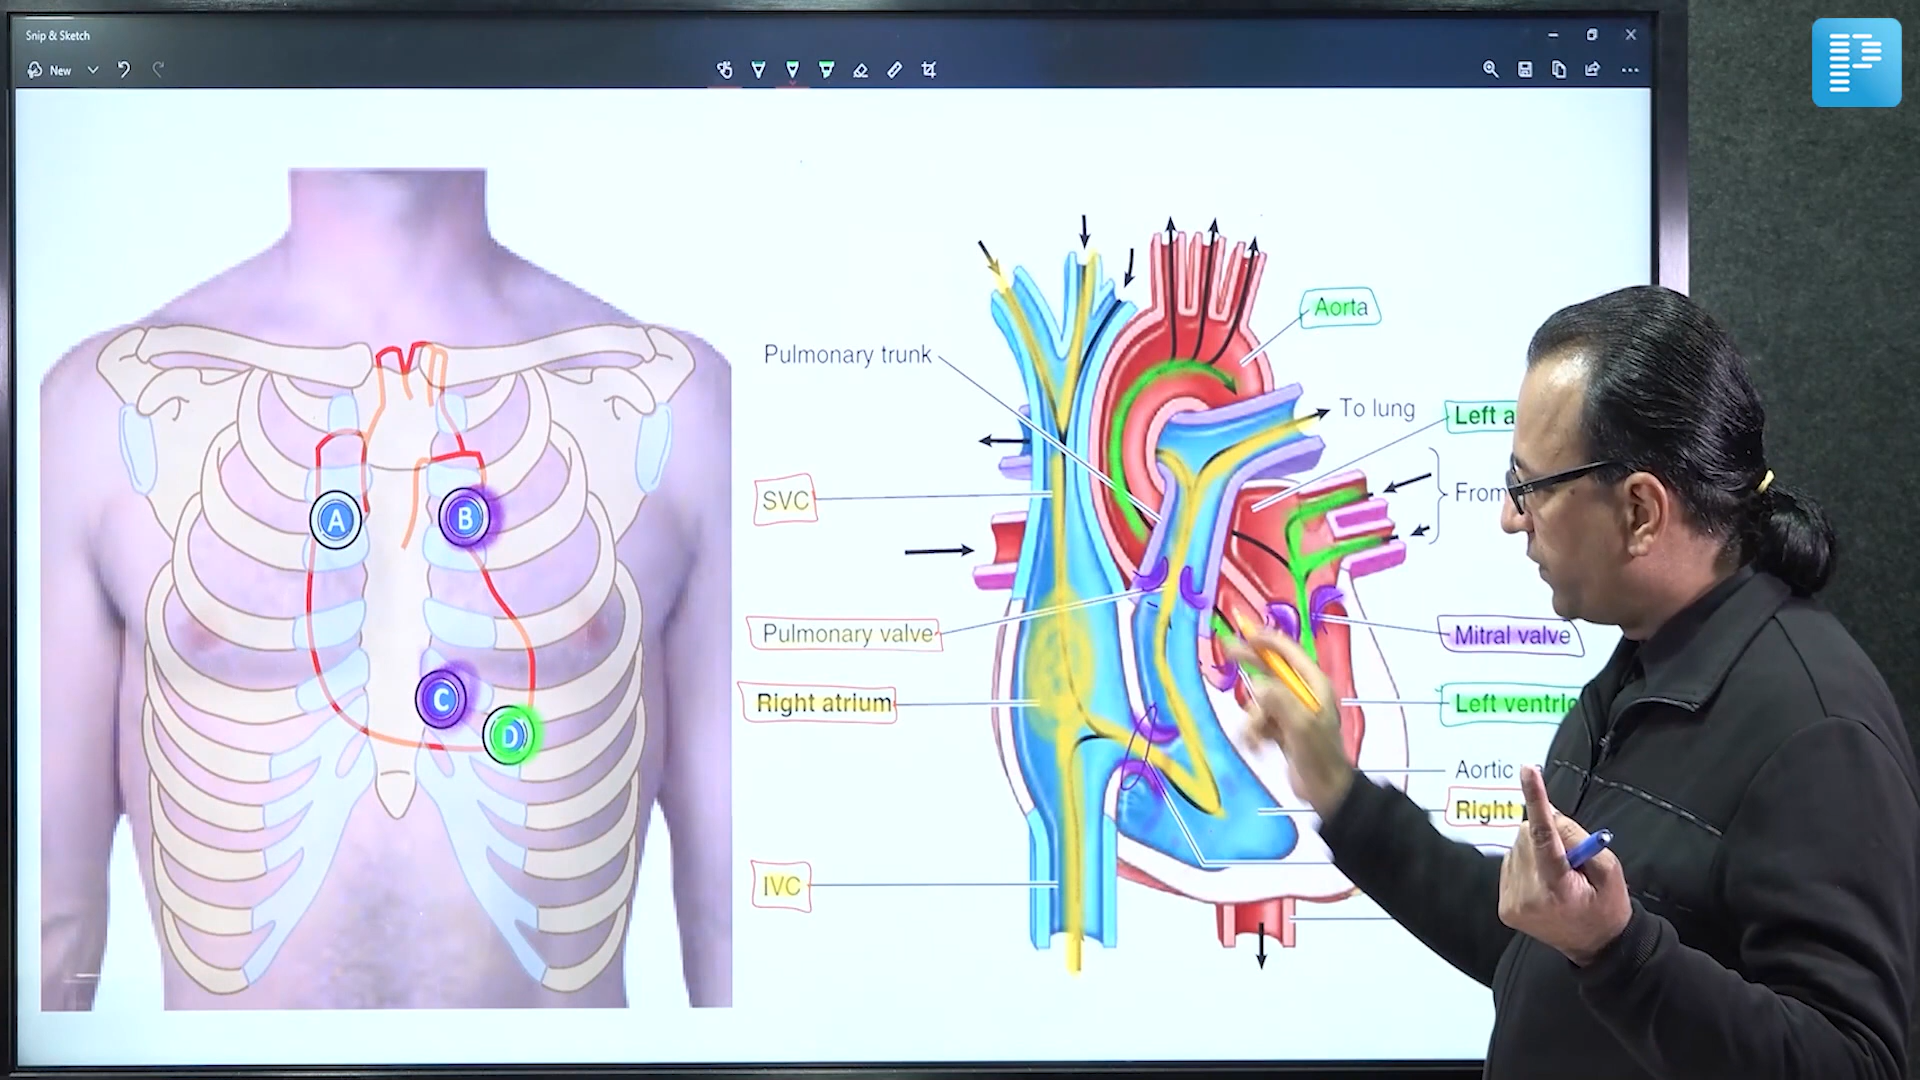 Snip & Sketch
New
P
Aorta
Pulmonary trunk
To lung
Left a
SVC
From
A
B
Pulmonary valve
Mitral valve
Right atrium
Left ventric
C
D
Aortic
Right
IVC